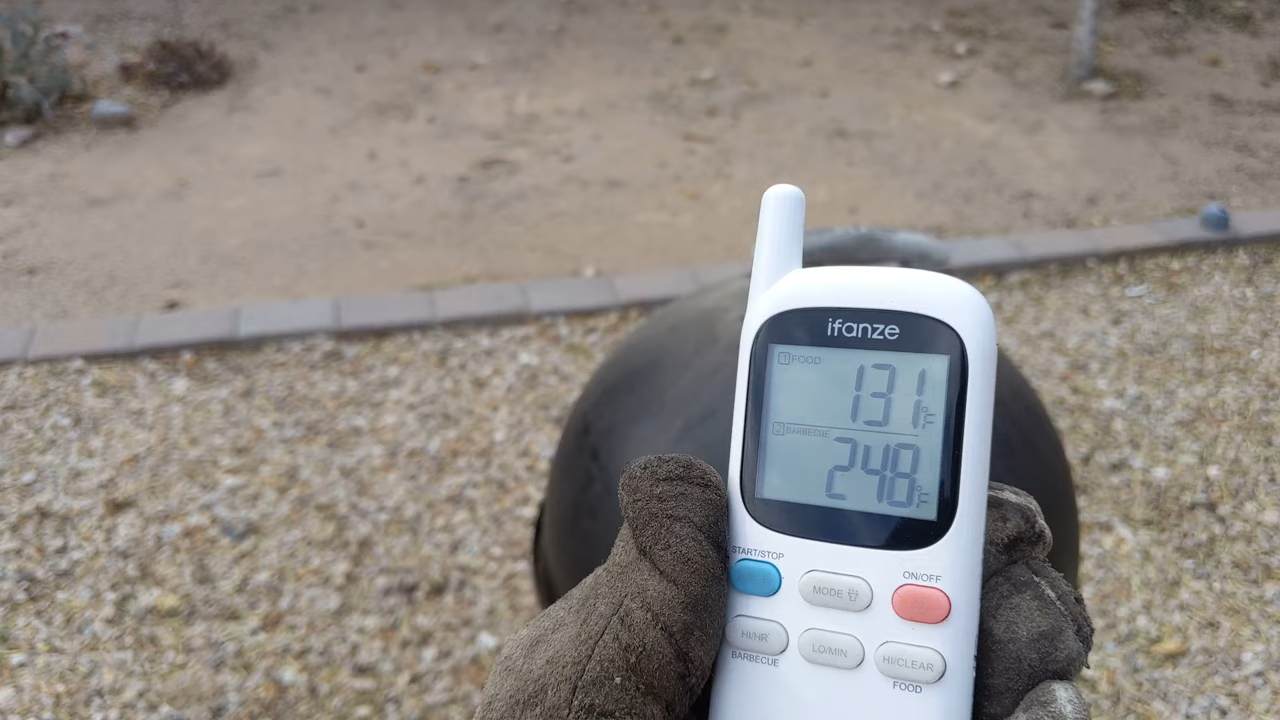 ifanze
1 FOOD
131°F
2 BARBECUE
248°F
START/STOP
MODE
ON/OFF
HI/HR
LO/MIN
HI/CLEAR
BARBECUE
FOOD